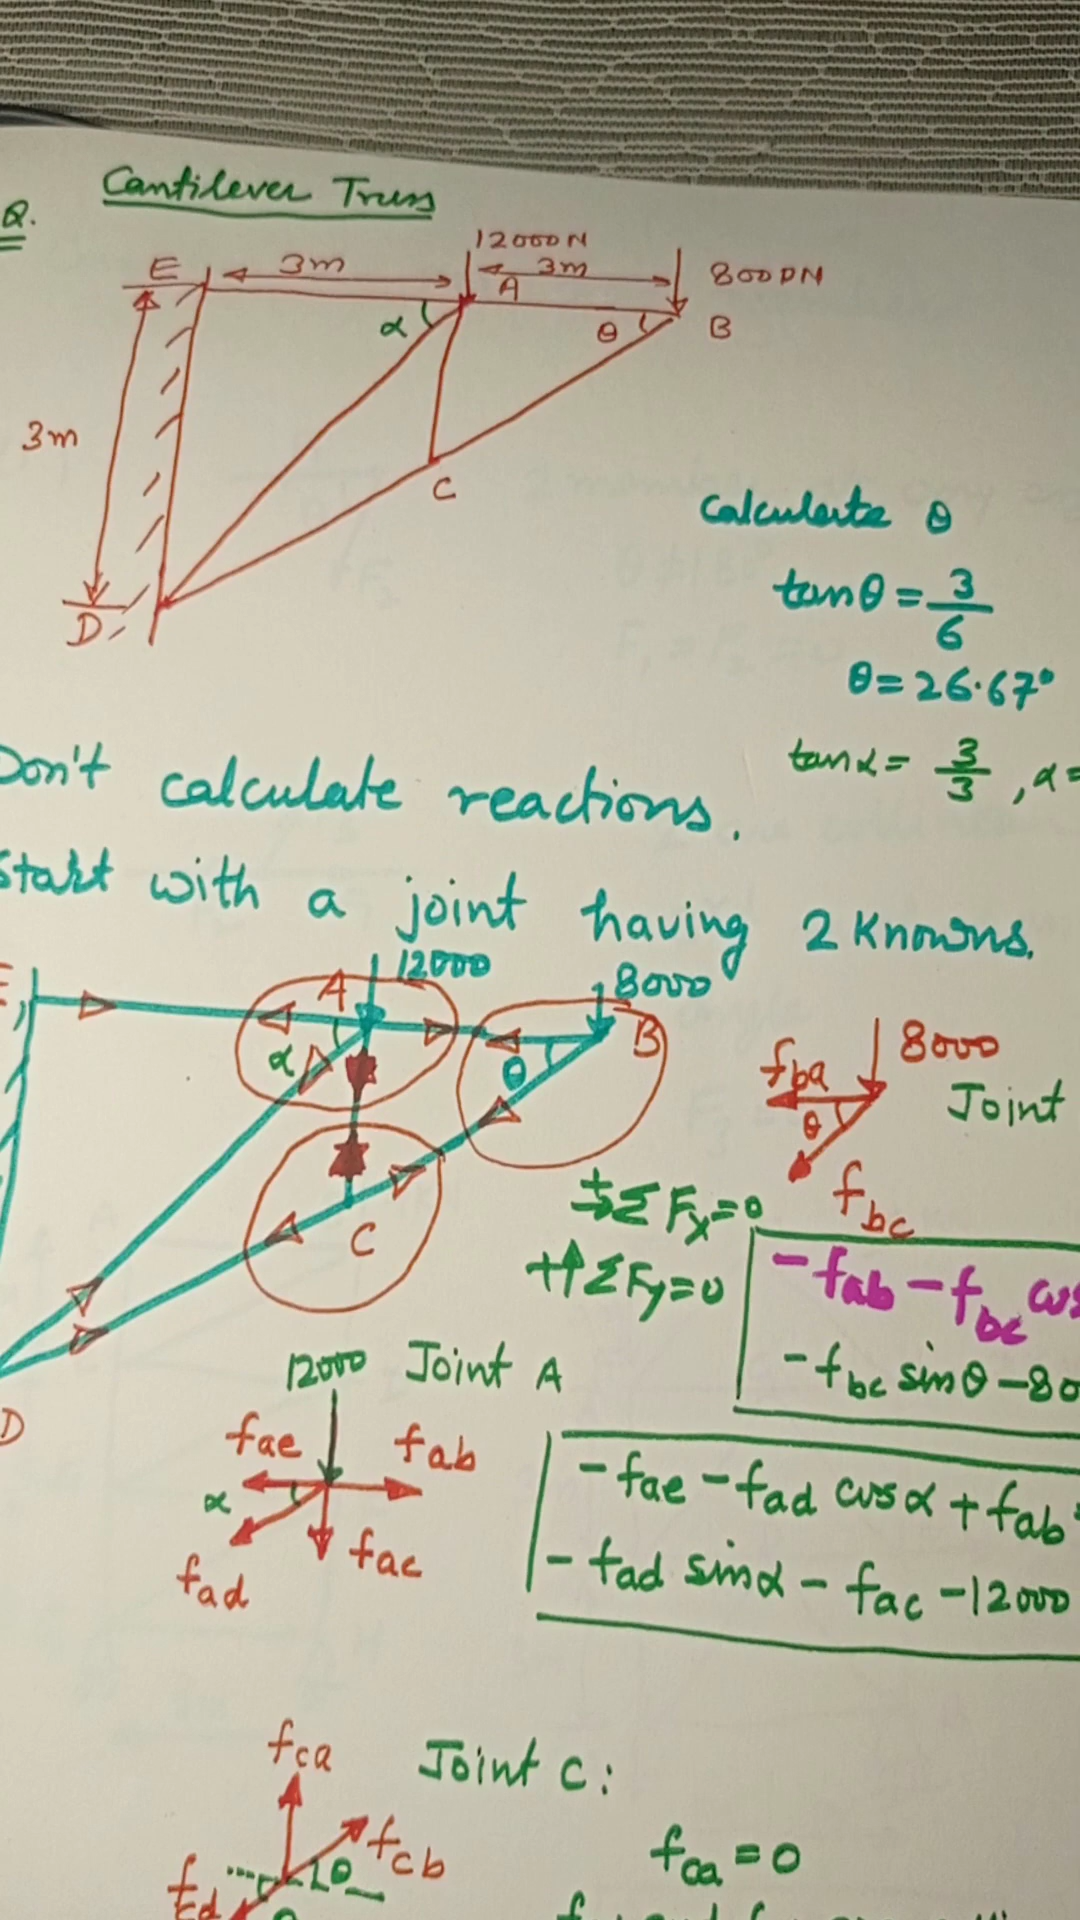 Q.
Cantilever Truss
12000N
E 3m 3m 8000N
A
α θ B
3m
C
D
Calculate θ
tanθ = 3/6
θ = 26.67°
tanα = 3/3 , α =
Don't calculate reactions.
Start with a joint having 2 Knowns.
E A 12000 8000
B
α θ
C
D
fba 8000
θ Joint
fbc
+→ΣFx=0
+↑ΣFy=0
-fab - fbc cos
-fbc sinθ - 80
12000 Joint A
fae fab
α
fad fac
-fae - fad cosα + fab =
-fad sinα - fac - 12000
fca Joint C:
fcb fca = 0
θ
fcd